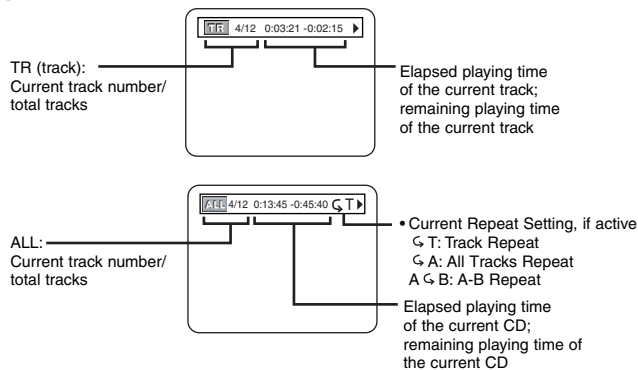 TR 4/12 0:03:21 -0:02:15
TR (track):
Current track number/
total tracks
Elapsed playing time
of the current track;
remaining playing time
of the current track
ALL 4/12 0:13:45 -0:45:40 T
ALL:
Current track number/
total tracks
• Current Repeat Setting, if active
T: Track Repeat
A: All Tracks Repeat
A B: A-B Repeat
Elapsed playing time
of the current CD;
remaining playing time of
the current CD